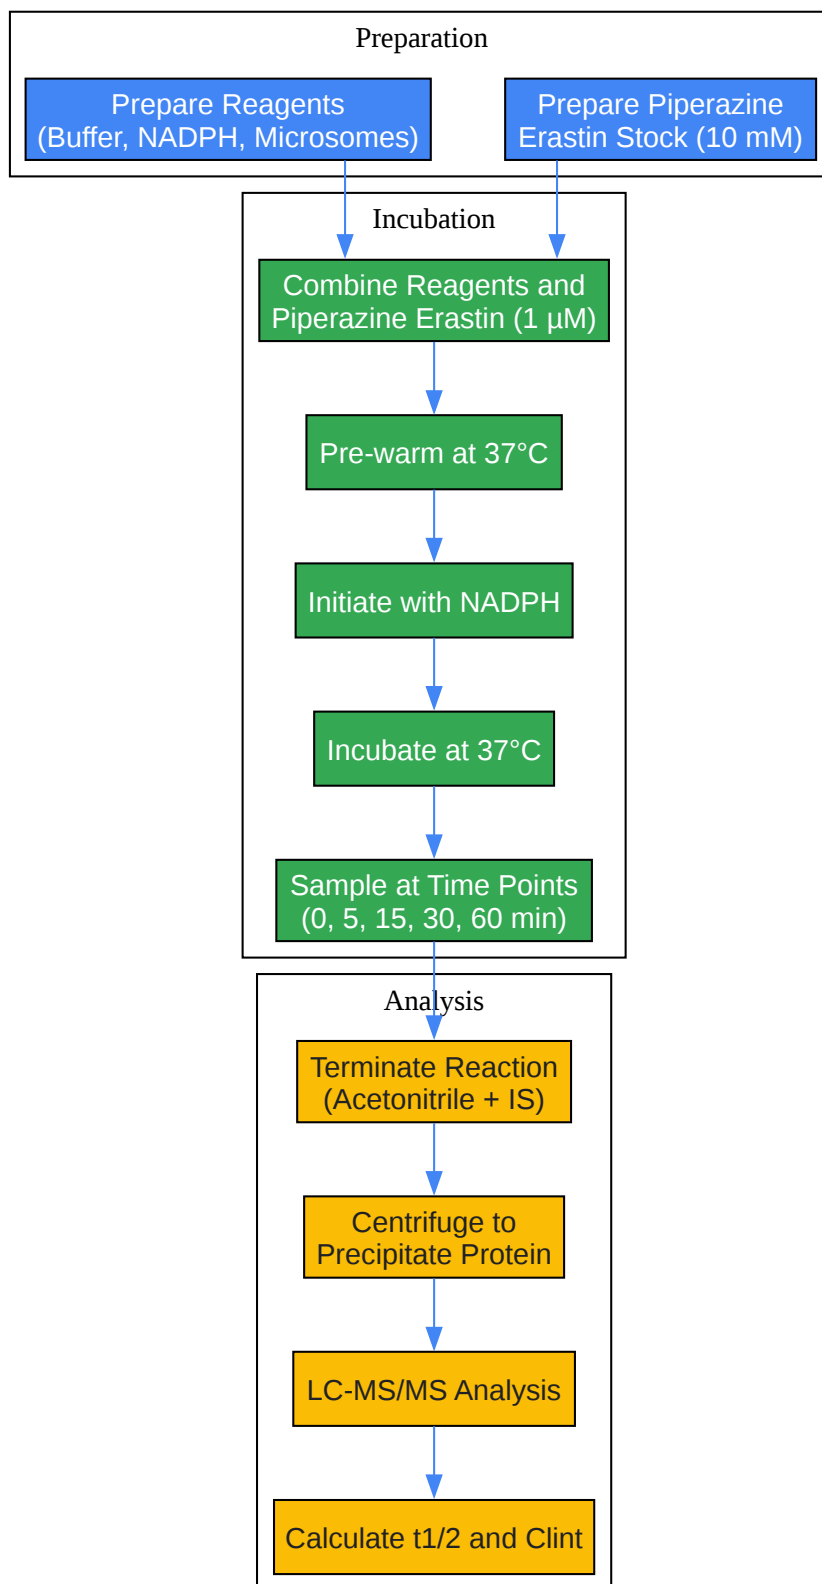 Preparation
Prepare Reagents
(Buffer, NADPH, Microsomes)
Prepare Piperazine
Erastin Stock (10 mM)
Incubation
Combine Reagents and
Piperazine Erastin (1 µM)
Pre-warm at 37°C
Initiate with NADPH
Incubate at 37°C
Sample at Time Points
(0, 5, 15, 30, 60 min)
Analysis
Terminate Reaction
(Acetonitrile + IS)
Centrifuge to
Precipitate Protein
LC-MS/MS Analysis
Calculate t1/2 and Clint